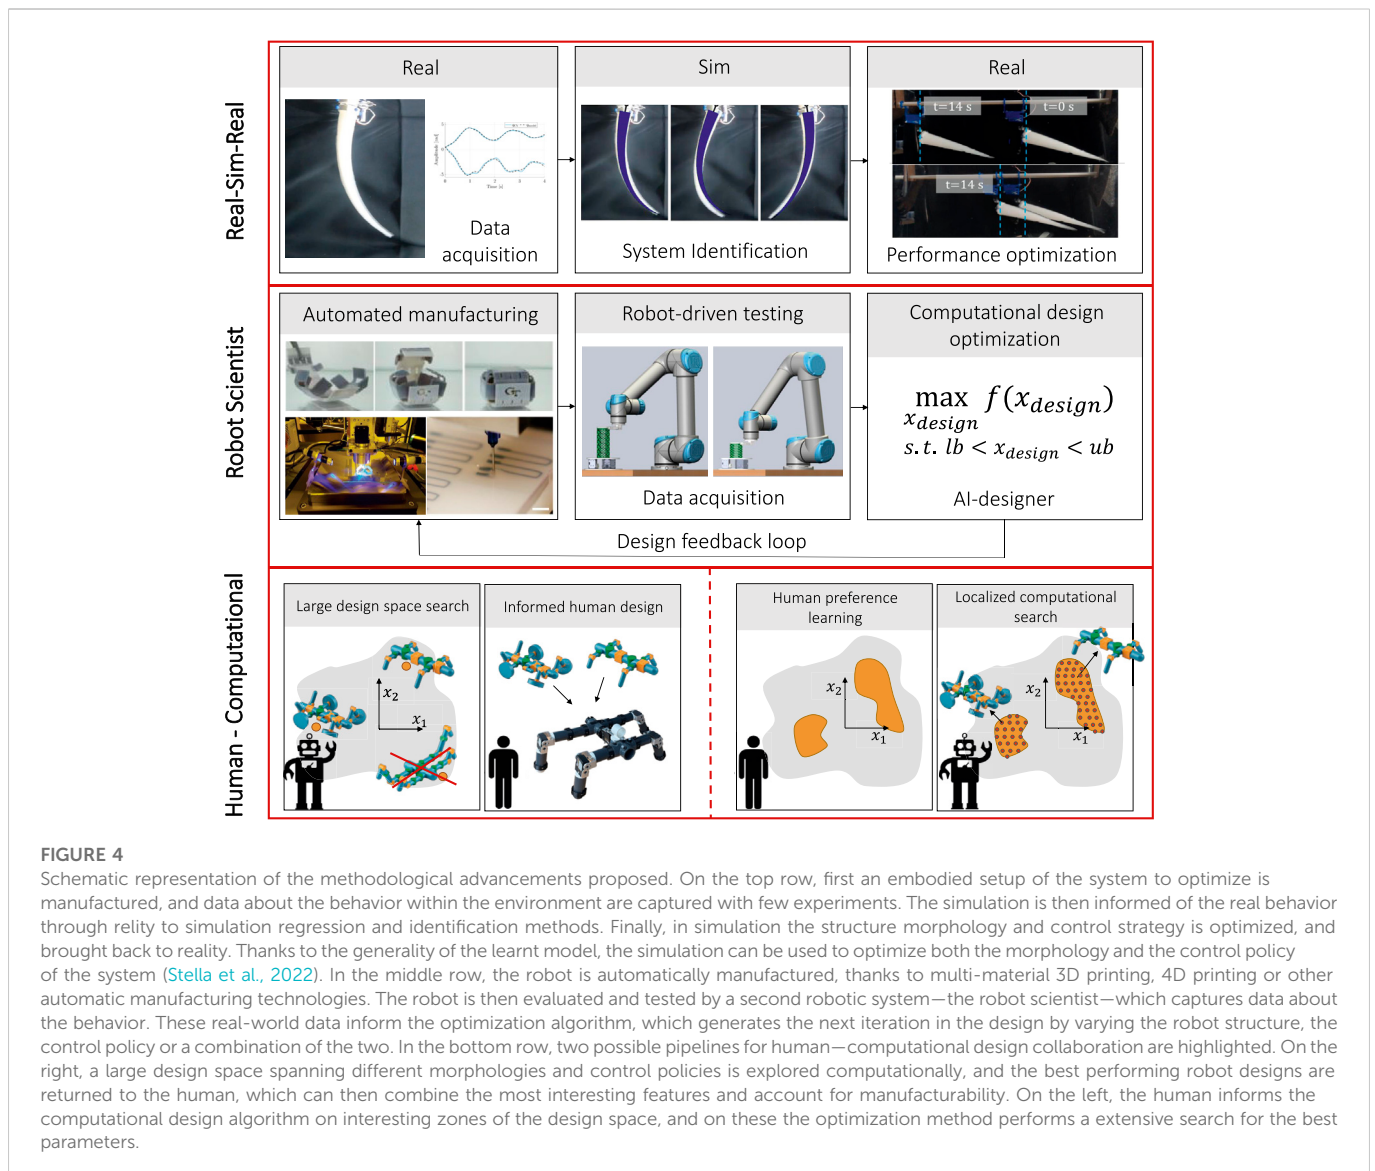 Real-Sim-Real
Real
Data
acquisition
Amplitude [rad]
Time [s]
0 1 2 3 4
Sim
System Identification
Real
t=14 s
t=0 s
t=14 s
Performance optimization
Robot Scientist
Automated manufacturing
Robot-driven testing
Data acquisition
Computational design
optimization
max f(x_design)
x_design
s.t. lb < x_design < ub
AI-designer
Design feedback loop
Human - Computational
Large design space search
x₂
x₁
Informed human design
Human preference
learning
x₂
x₁
Localized computational
search
x₂
x₁
FIGURE 4
Schematic representation of the methodological advancements proposed. On the top row, first an embodied setup of the system to optimize is
manufactured, and data about the behavior within the environment are captured with few experiments. The simulation is then informed of the real behavior
through relity to simulation regression and identification methods. Finally, in simulation the structure morphology and control strategy is optimized, and
brought back to reality. Thanks to the generality of the learnt model, the simulation can be used to optimize both the morphology and the control policy
of the system (Stella et al., 2022). In the middle row, the robot is automatically manufactured, thanks to multi-material 3D printing, 4D printing or other
automatic manufacturing technologies. The robot is then evaluated and tested by a second robotic system—the robot scientist—which captures data about
the behavior. These real-world data inform the optimization algorithm, which generates the next iteration in the design by varying the robot structure, the
control policy or a combination of the two. In the bottom row, two possible pipelines for human—computational design collaboration are highlighted. On the
right, a large design space spanning different morphologies and control policies is explored computationally, and the best performing robot designs are
returned to the human, which can then combine the most interesting features and account for manufacturability. On the left, the human informs the
computational design algorithm on interesting zones of the design space, and on these the optimization method performs a extensive search for the best
parameters.